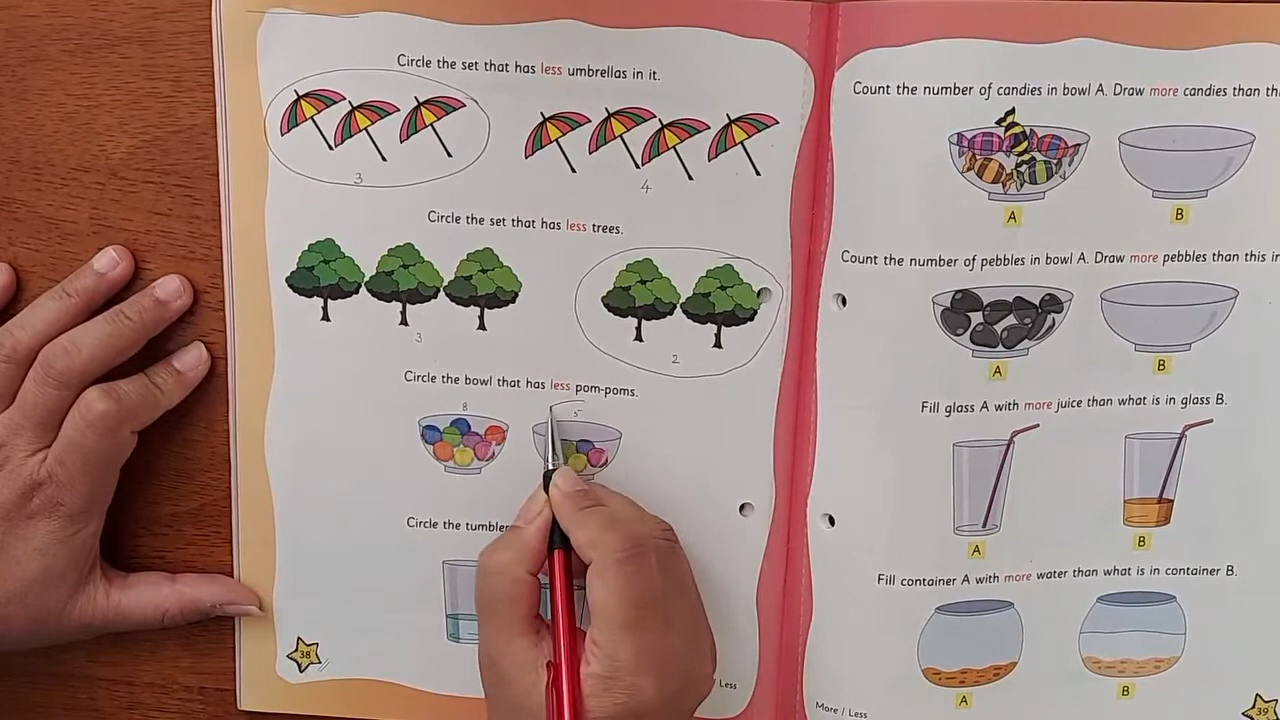 Circle the set that has less umbrellas in it.
3
4
Circle the set that has less trees.
3
2
Circle the bowl that has less pom-poms.
8
5
Circle the tumbler
38
/ Less
Count the number of candies in bowl A. Draw more candies than
A
B
Count the number of pebbles in bowl A. Draw more pebbles than this in
A
B
Fill glass A with more juice than what is in glass B.
A
B
Fill container A with more water than what is in container B.
A
B
More / Less
39